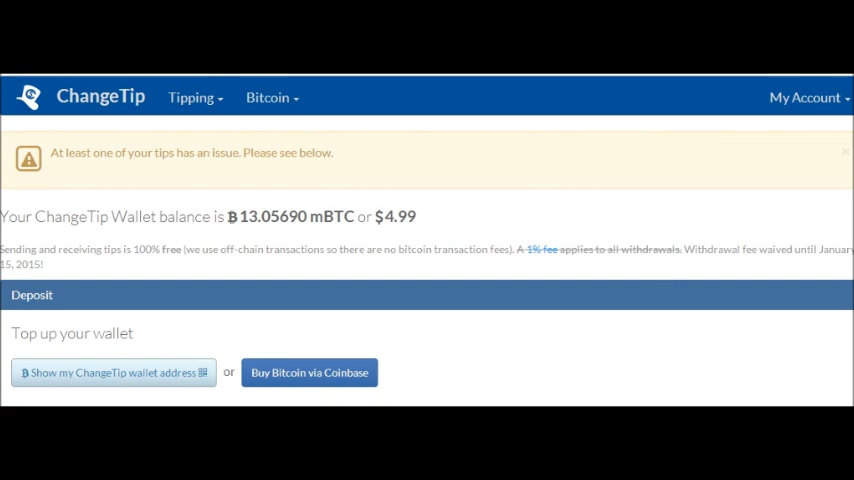 ChangeTip Tipping Bitcoin My Account
At least one of your tips has an issue. Please see below. ×
Your ChangeTip Wallet balance is ฿13.05690 mBTC or $4.99
Sending and receiving tips is 100% free (we use off-chain transactions so there are no bitcoin transaction fees). A 1% fee applies to all withdrawals. Withdrawal fee waived until January
15, 2015!
Deposit
Top up your wallet
฿ Show my ChangeTip wallet address or Buy Bitcoin via Coinbase